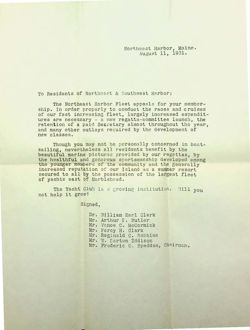 Northeast Harbor, Maine.
August 11, 1931.
To Residents of Northeast & Southwest Harbor:
The Northeast Harbor Fleet appeals for your member-
ship. In order properly to conduct the races and cruises
of our fast increasing fleet, largely increased expendit-
ures are necessary - a new regatta-committee launch, the
retention of a paid Secretary almost throughout the year,
and many other outlays required by the development of
new classes.
Though you may not be personally concerned in boat-
sailing, nevertheless all residents benefit by the
beautiful marine pictures provided by our regattas, by
the healthful and generous sportsmanship developed among
the younger members of the community and the generally
increased reputation of our Island as a summer resort
secured to all by the possession of the largest fleet
of yachts east of Marblehead.
The Yacht Club is a growing institution. Will you
not help it grow?
Signed,
Dr. William Earl Clark
Mr. Arthur E. Butler
Mr. Vance C. McCormick
Mr. Percy H. Clark
Mr. Reginald C. Robbins
Mr. W. Barton Eddison
Mr. Frederic O. Spedden, Chairman.